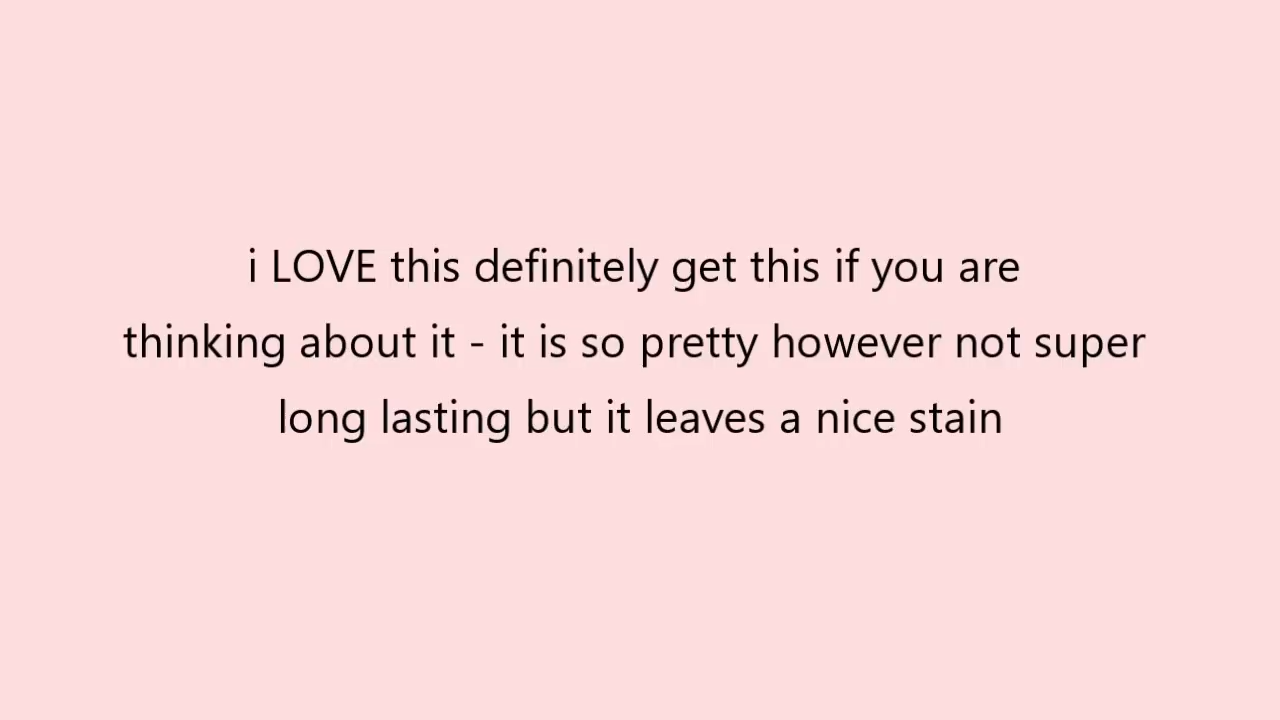 i LOVE this definitely get this if you are
thinking about it - it is so pretty however not super
long lasting but it leaves a nice stain